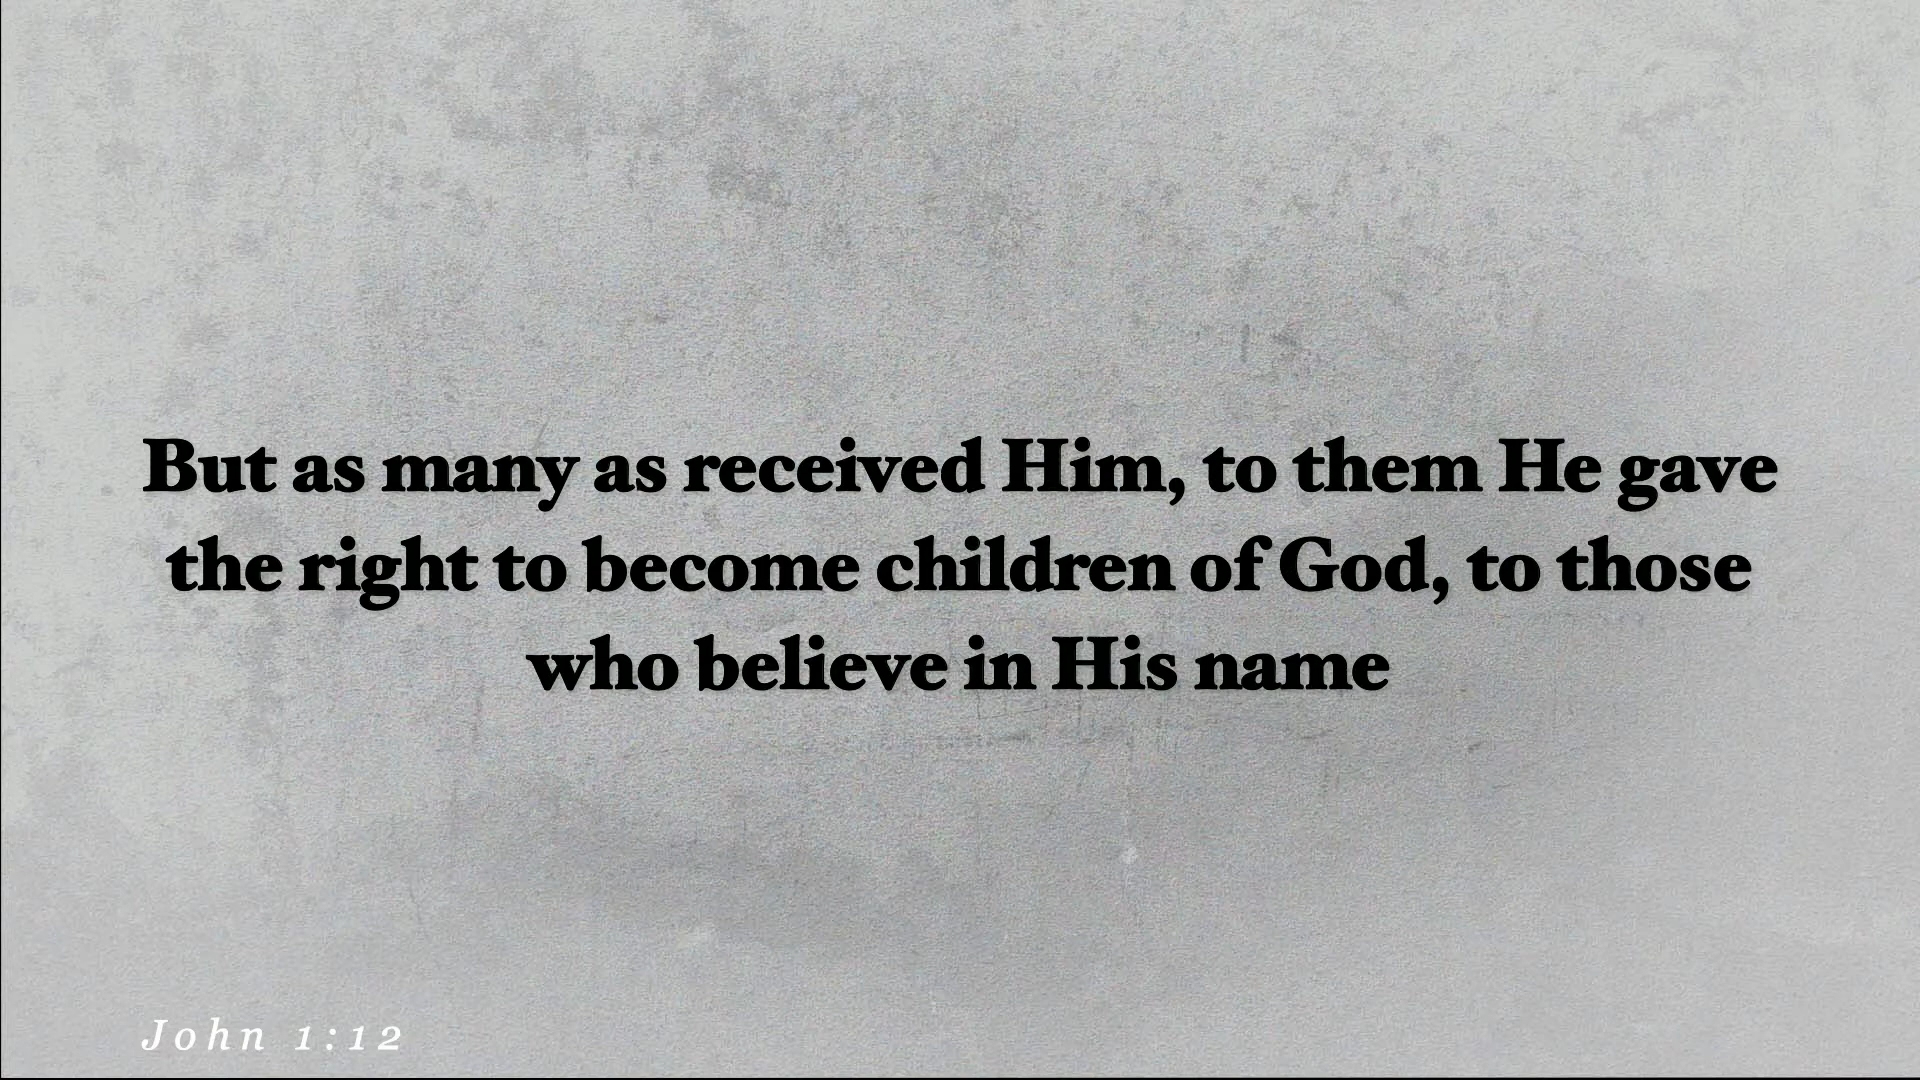 But as many as received Him, to them He gave
the right to become children of God, to those
who believe in His name
John 1:12